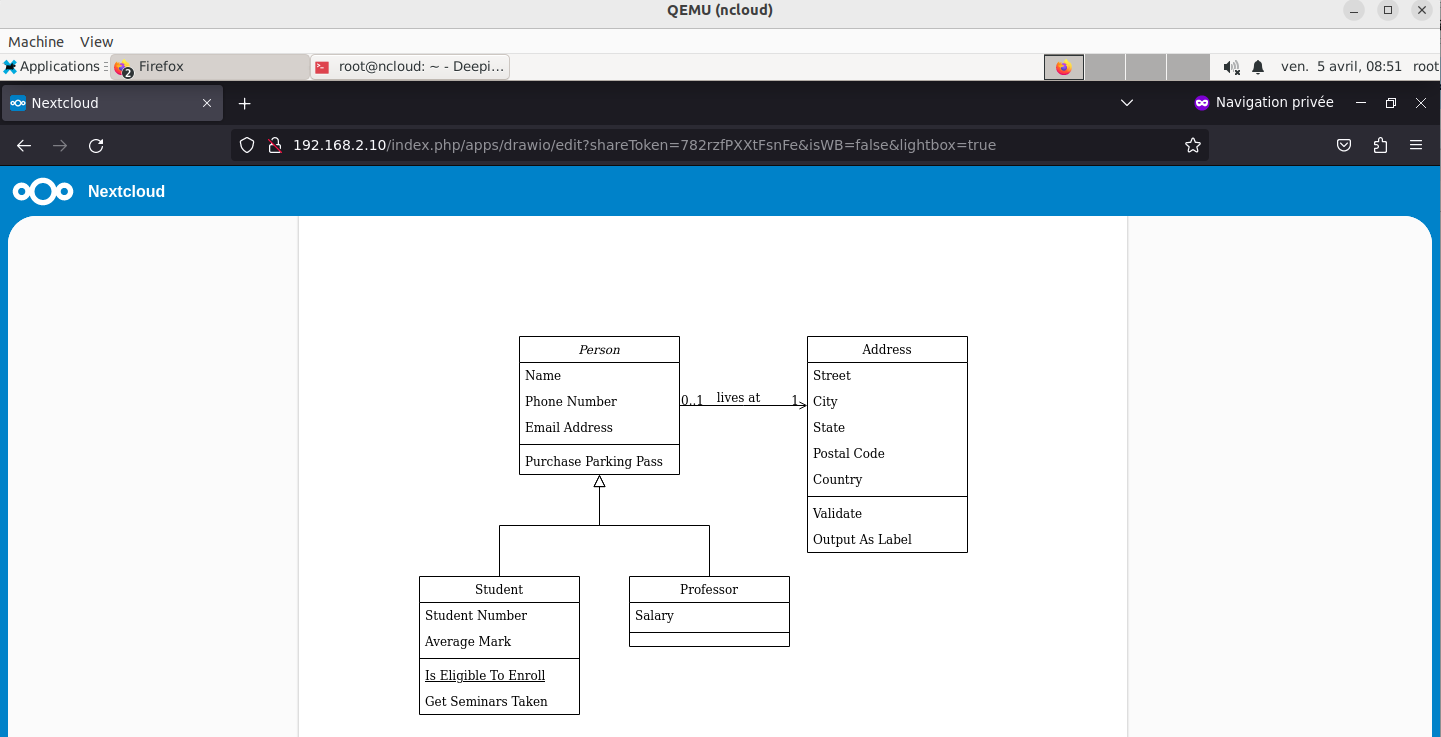 QEMU (ncloud)
Machine View
Applications Firefox root@ncloud: ~ - Deepi... ven. 5 avril, 08:51 root
2
Nextcloud Navigation privée
192.168.2.10/index.php/apps/drawio/edit?shareToken=782rzfPXXtFsnFe&isWB=false&lightbox=true
Nextcloud
Person
Name
Phone Number
Email Address
Purchase Parking Pass
0..1 lives at 1
Address
Street
City
State
Postal Code
Country
Validate
Output As Label
Student
Student Number
Average Mark
Is Eligible To Enroll
Get Seminars Taken
Professor
Salary